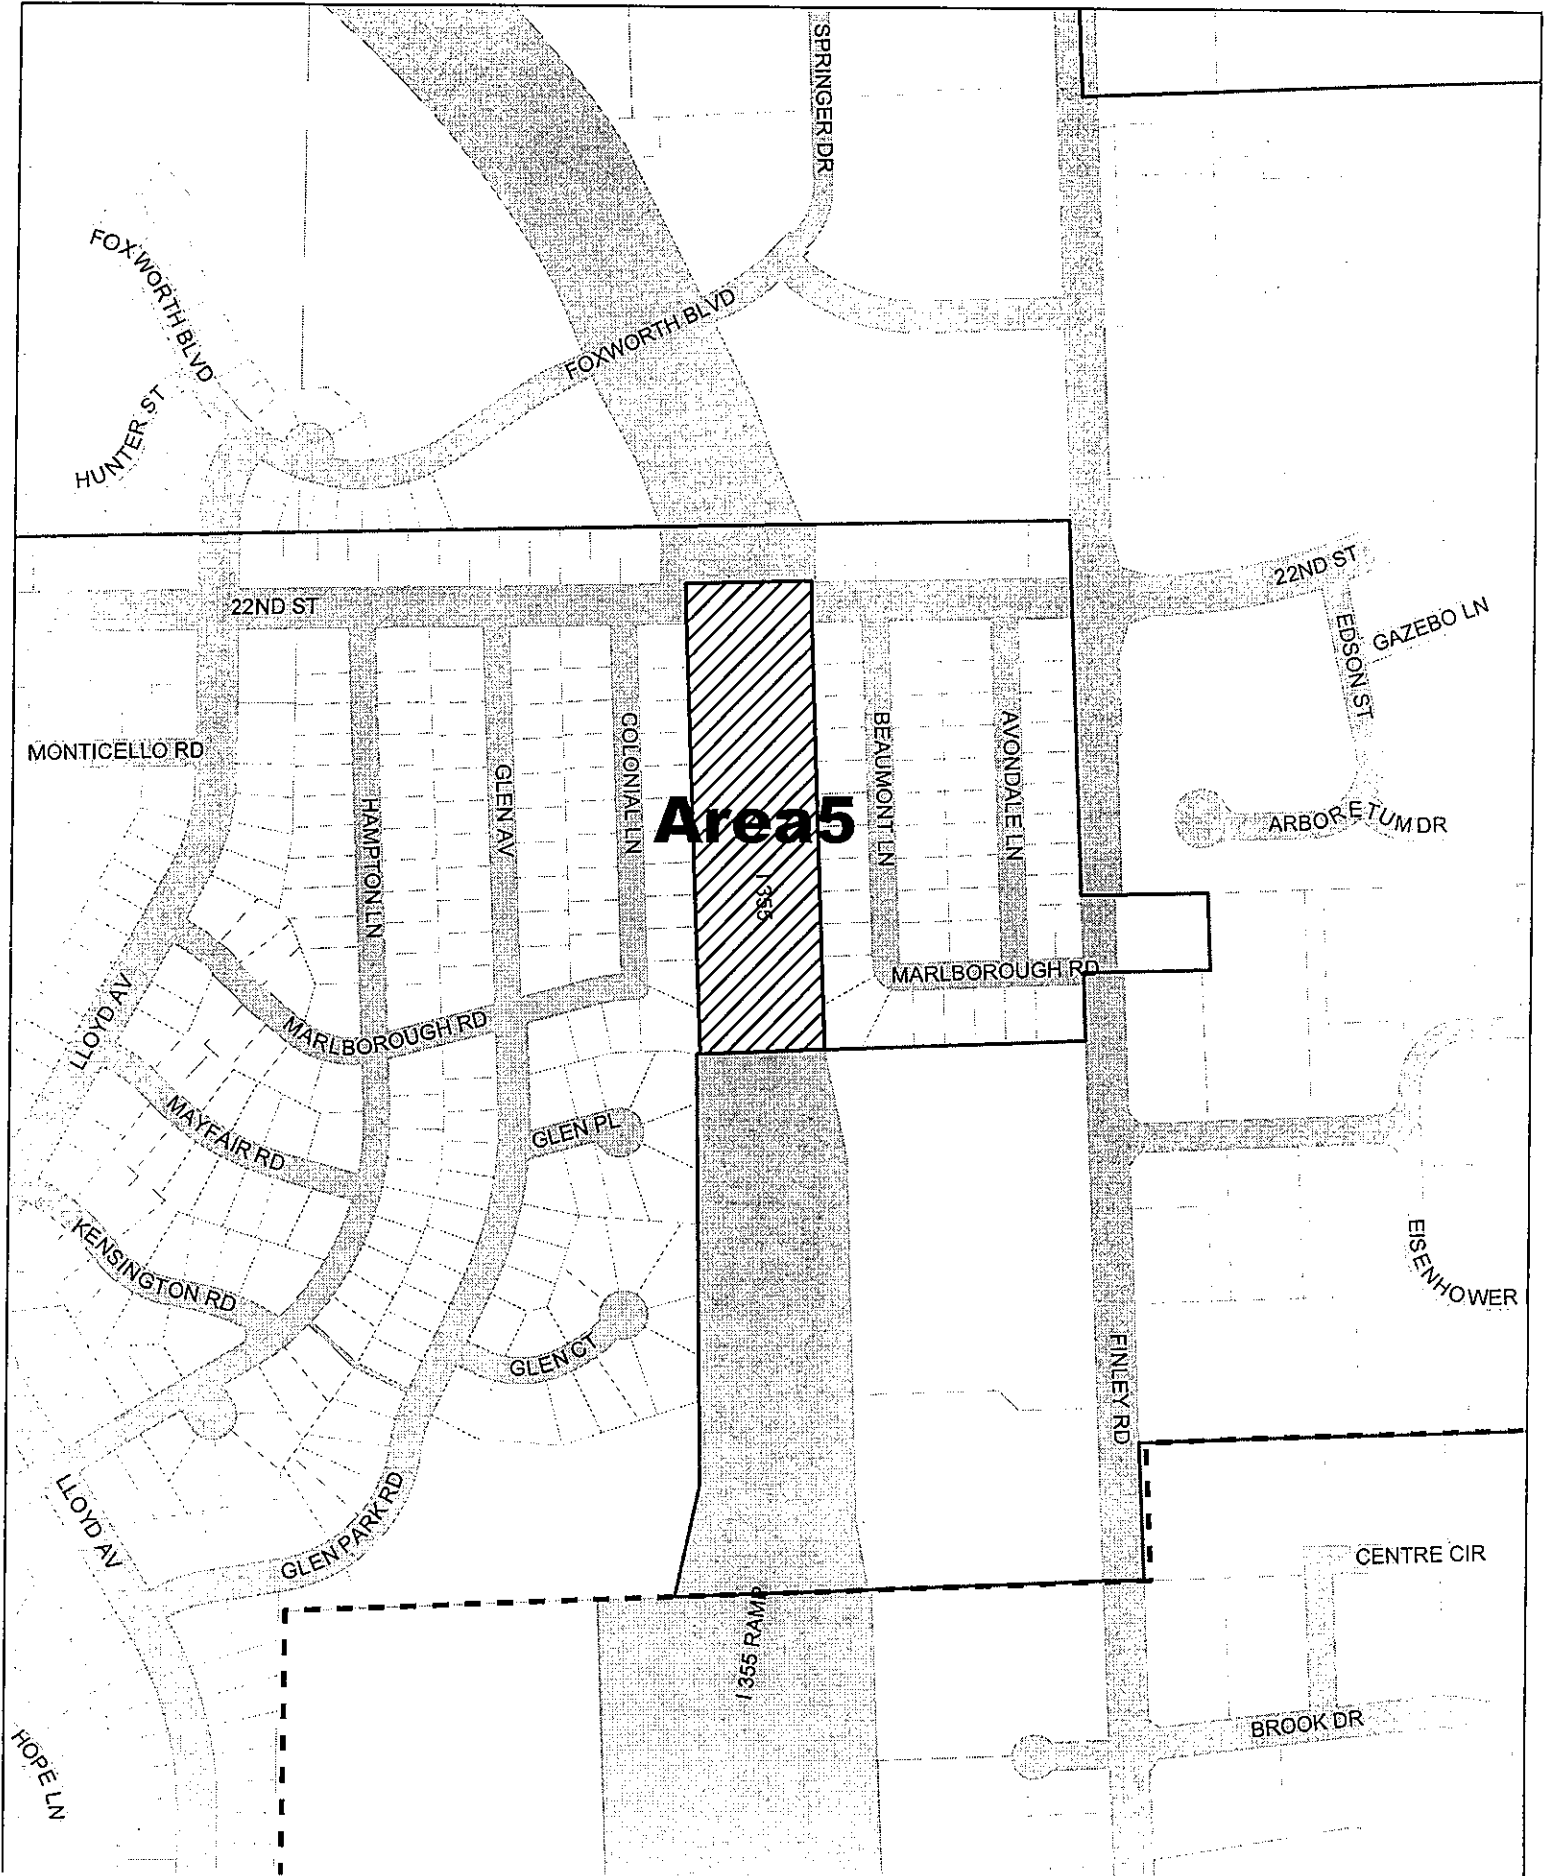 SPRINGER DR
FOXWORTH BLVD
FOXWORTH BLVD
HUNTER ST
22ND ST
22ND ST
EDSON ST
GAZEBO LN
MONTICELLO RD
HAMPTON LN
GLEN AV
COLONIAL LN
BEAUMONT LN
AVONDALE LN
Area5
I 355
ARBORETUM DR
MARLBOROUGH RD
LLOYD AV
MARLBOROUGH RD
MAYFAIR RD
GLEN PL
KENSINGTON RD
EISENHOWER
GLEN CT
FINLEY RD
LLOYD AV
GLEN PARK RD
CENTRE CIR
I 355 RAMP
BROOK DR
HOPE LN